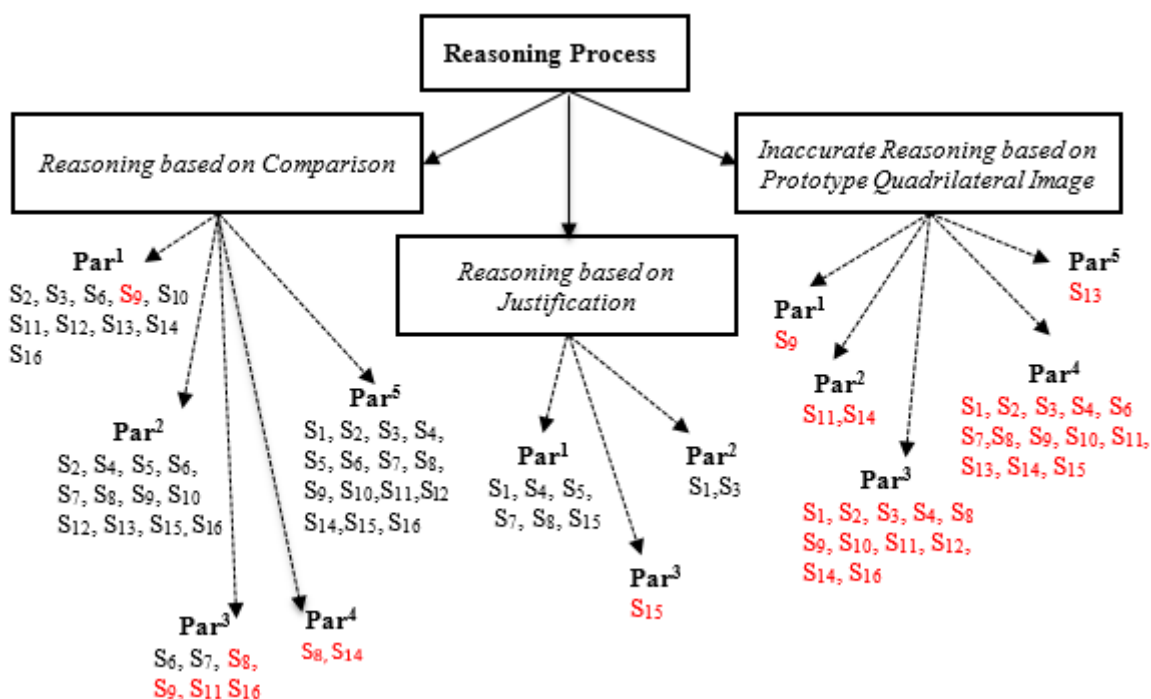 Reasoning Process
Reasoning based on Comparison
Inaccurate Reasoning based on
Prototype Quadrilateral Image
Reasoning based on
Justification
Par¹
S₂, S₃, S₆, S₉, S₁₀
S₁₁, S₁₂, S₁₃, S₁₄
S₁₆
Par²
S₂, S₄, S₅, S₆,
S₇, S₈, S₉, S₁₀
S₁₂, S₁₃, S₁₅, S₁₆
Par³
S₆, S₇, S₈,
S₉, S₁₁ S₁₆
Par⁴
S₈, S₁₄
Par⁵
S₁, S₂, S₃, S₄,
S₅, S₆, S₇, S₈,
S₉, S₁₀,S₁₁,S₁₂
S₁₄,S₁₅, S₁₆
Par¹
S₁, S₄, S₅,
S₇, S₈, S₁₅
Par²
S₁,S₃
Par³
S₁₅
Par¹
S₉
Par²
S₁₁,S₁₄
Par³
S₁, S₂, S₃, S₄, S₈
S₉, S₁₀, S₁₁, S₁₂,
S₁₄, S₁₆
Par⁴
S₁, S₂, S₃, S₄, S₆
S₇,S₈, S₉, S₁₀, S₁₁,
S₁₃, S₁₄, S₁₅
Par⁵
S₁₃